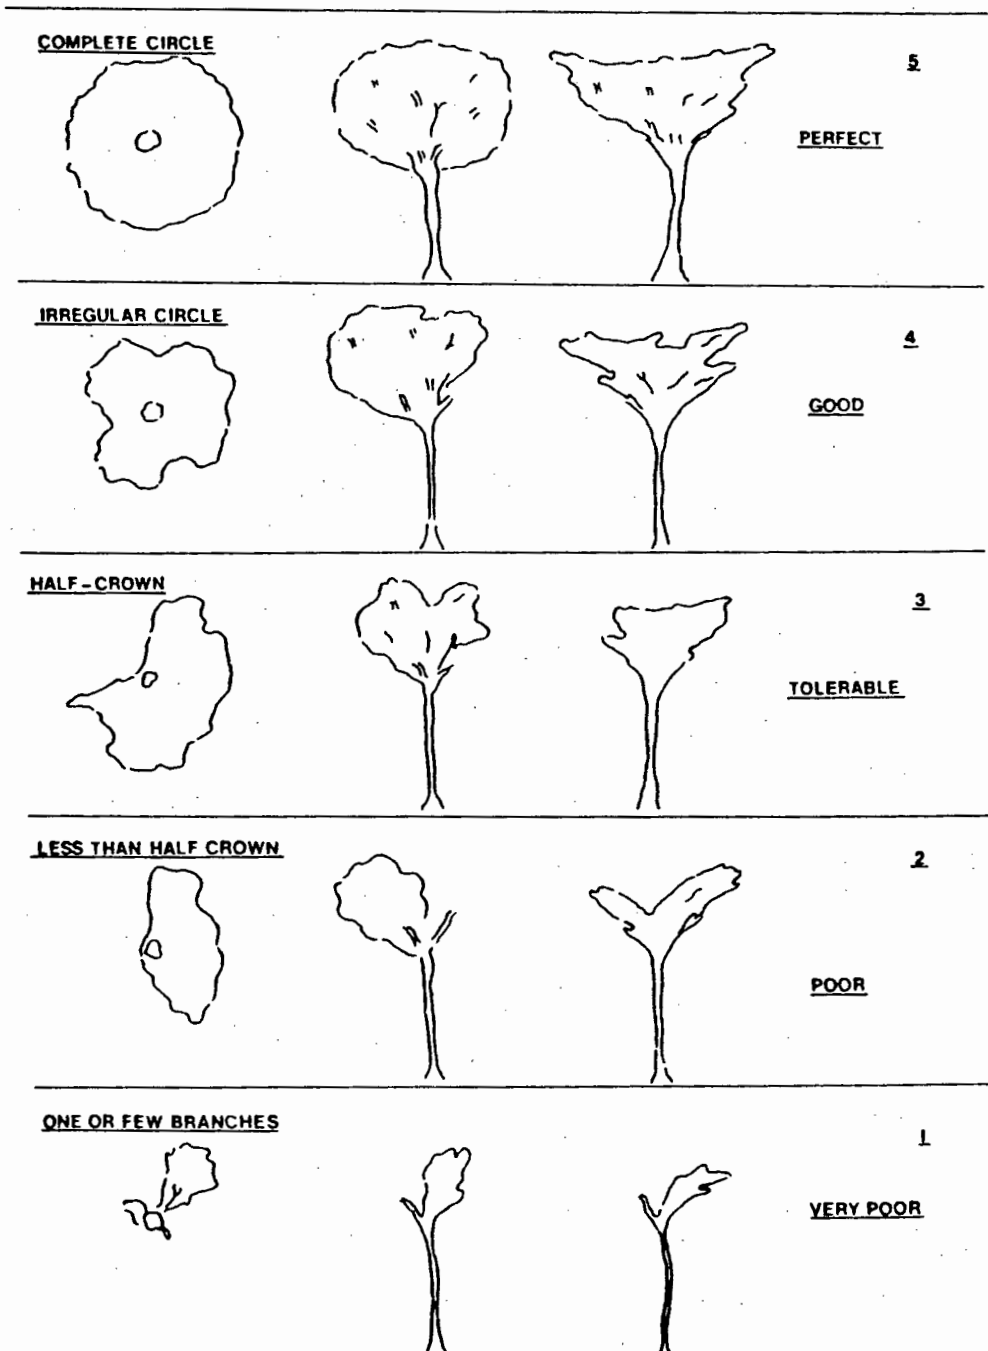 COMPLETE CIRCLE
5
PERFECT
IRREGULAR CIRCLE
4
GOOD
HALF-CROWN
3
TOLERABLE
LESS THAN HALF CROWN
2
POOR
ONE OR FEW BRANCHES
1
VERY POOR